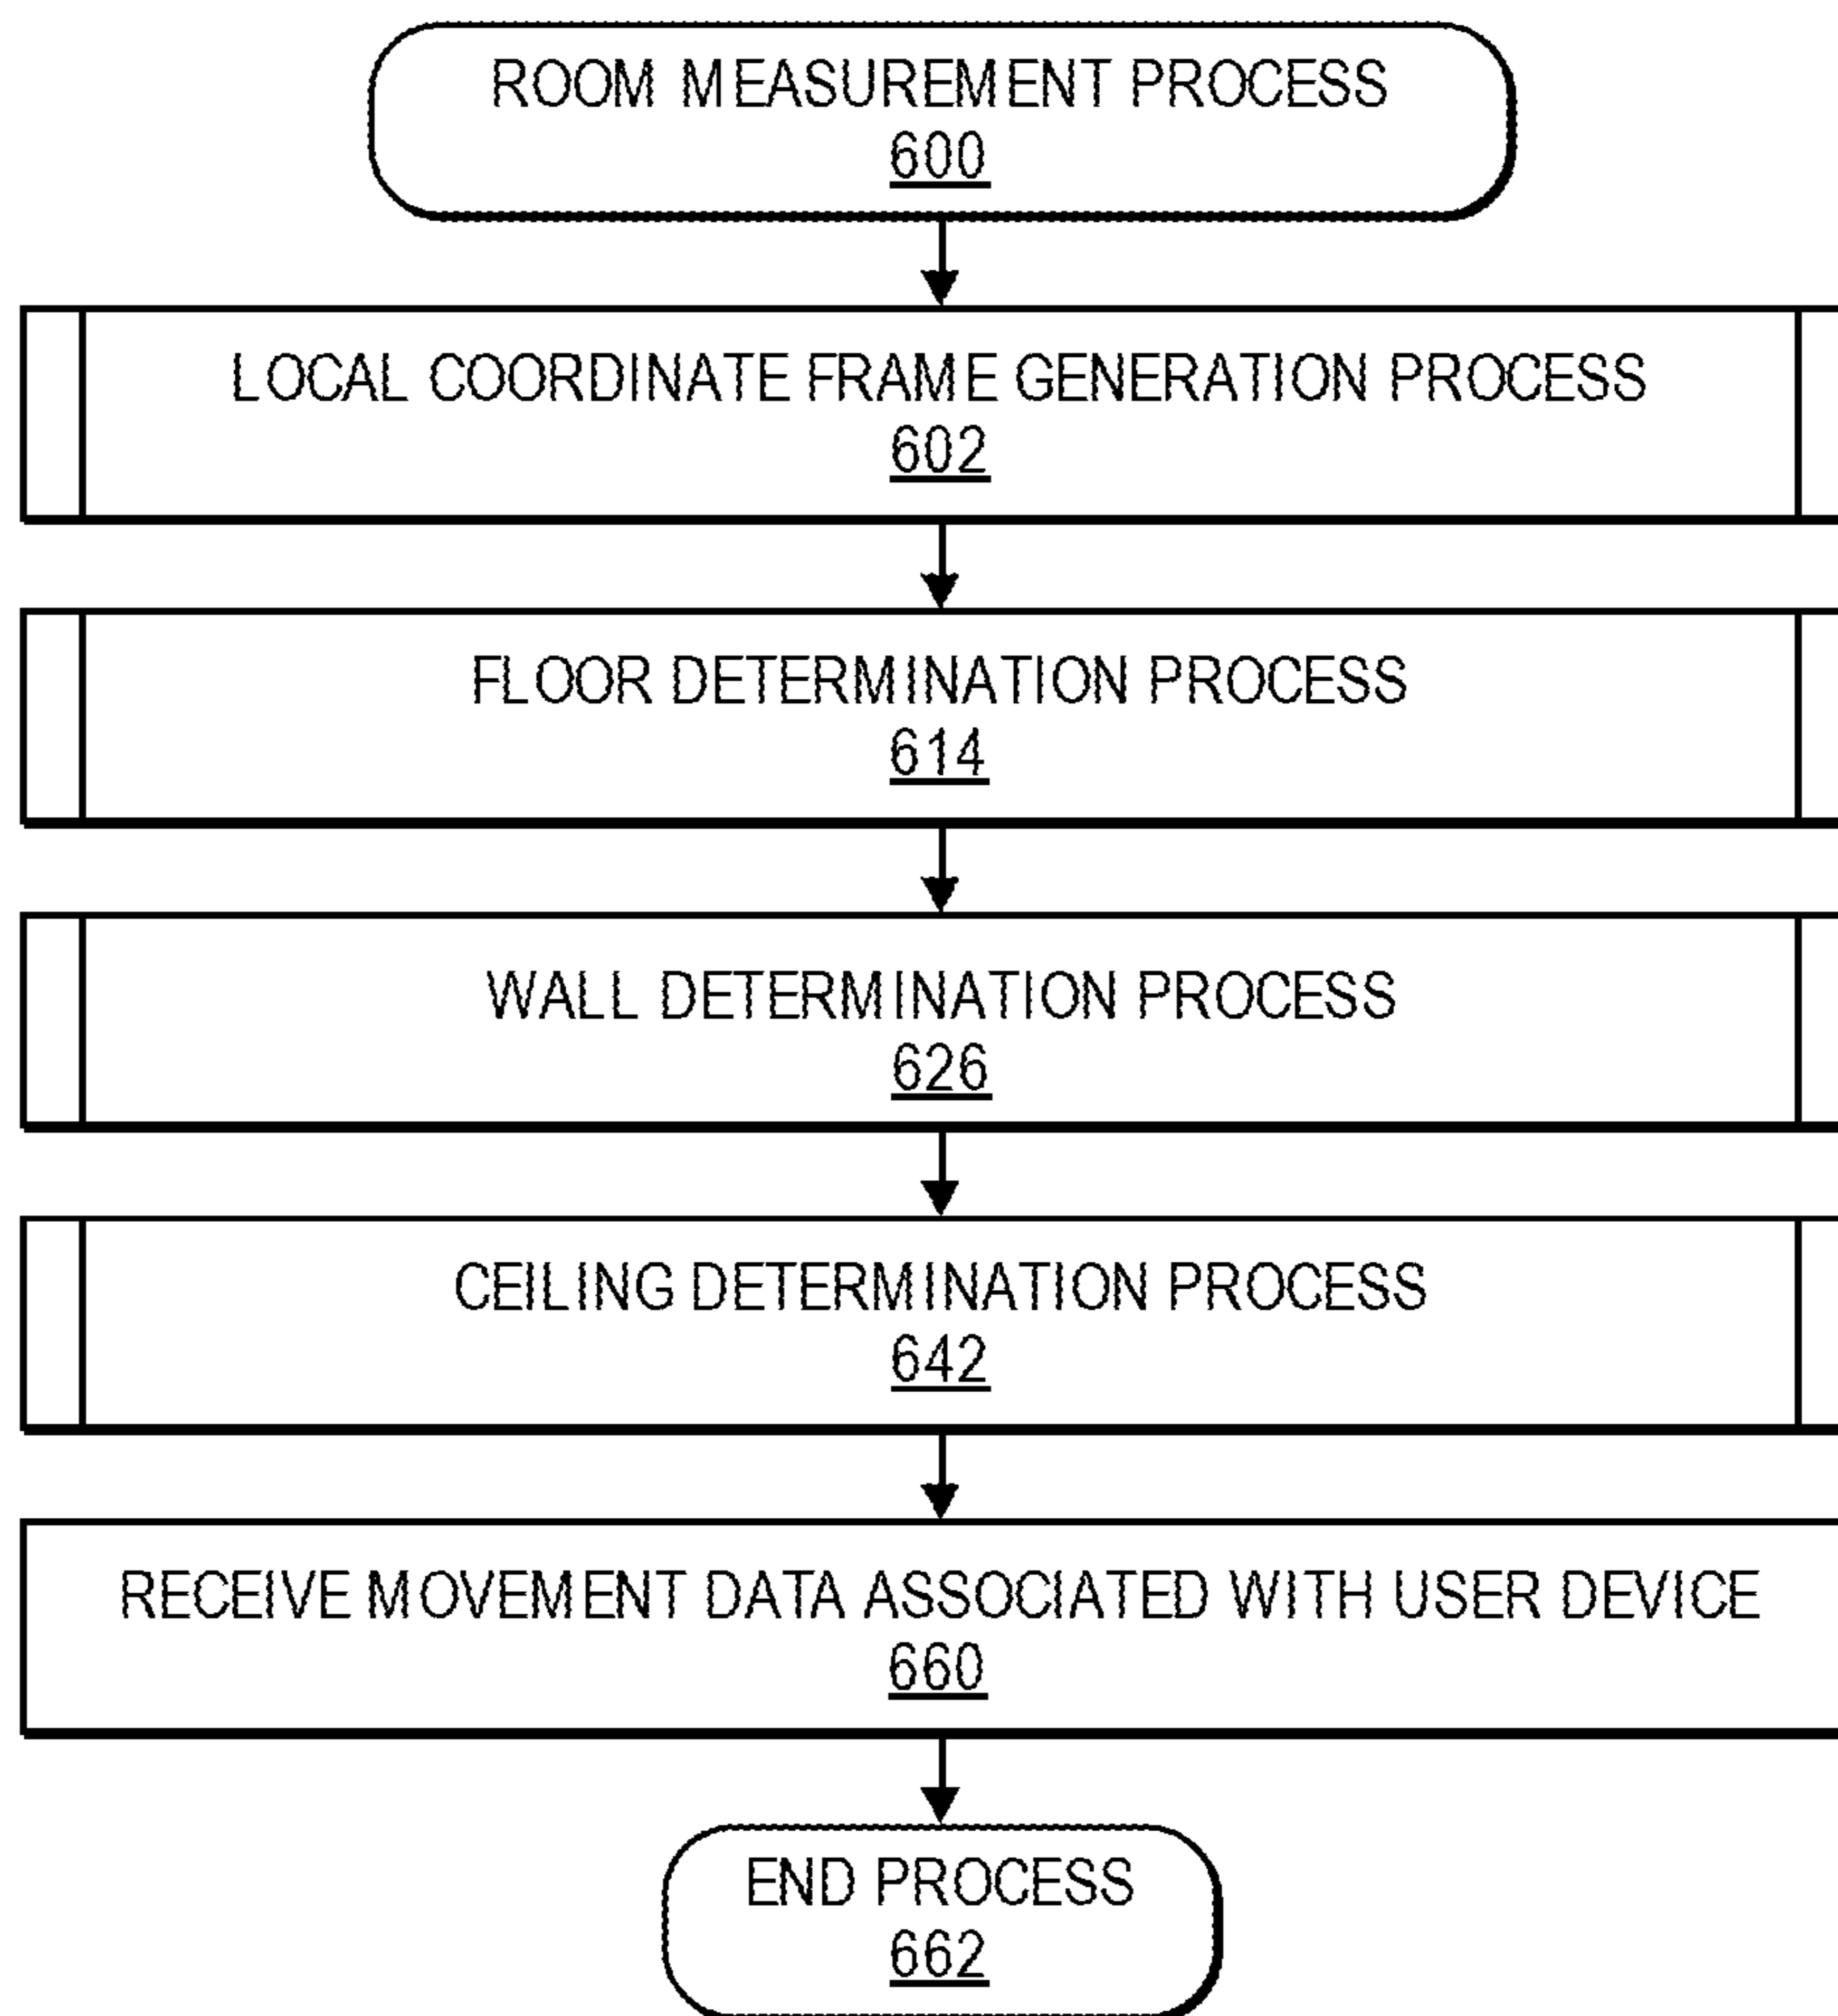 ROOM MEASUREMENT PROCESS
600
LOCAL COORDINATE FRAME GENERATION PROCESS
602
FLOOR DETERMINATION PROCESS
614
WALL DETERMINATION PROCESS
626
CEILING DETERMINATION PROCESS
642
RECEIVE MOVEMENT DATA ASSOCIATED WITH USER DEVICE
660
END PROCESS
662